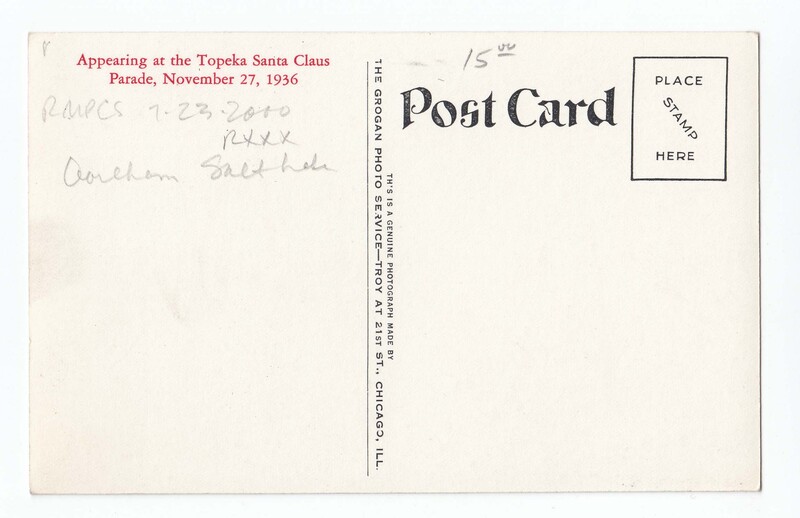 Appearing at the Topeka Santa Claus
Parade, November 27, 1936
RMPCS 7-23-2000
RXXX
THIS IS A GENUINE PHOTOGRAPH MADE BY
THE GROGAN PHOTO SERVICE—TROY AT 21ST ST., CHICAGO, ILL.
15.00
Post Card
PLACE
STAMP
HERE